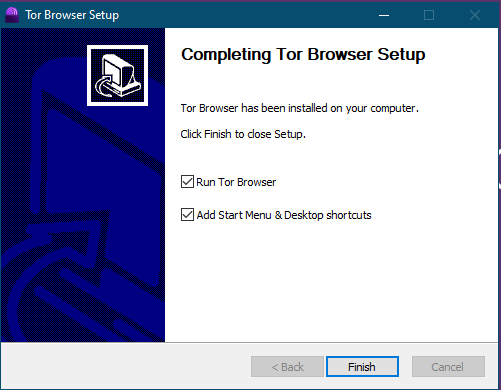 Tor Browser Setup
Completing Tor Browser Setup
Tor Browser has been installed on your computer.
Click Finish to close Setup.
Run Tor Browser
Add Start Menu & Desktop shortcuts
< Back
Finish
Cancel